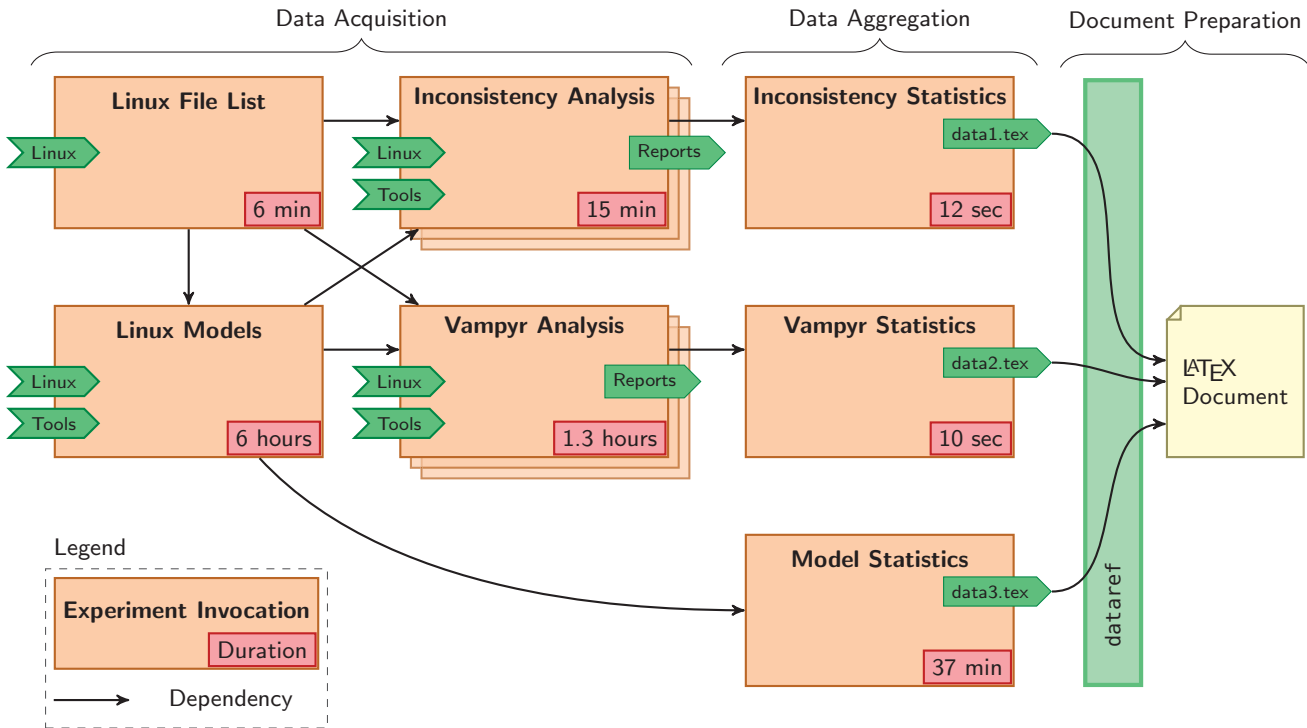 Data Acquisition
Data Aggregation
Document Preparation
Linux File List
Linux
6 min
Inconsistency Analysis
Linux
Tools
Reports
15 min
Inconsistency Statistics
data1.tex
12 sec
Linux Models
Linux
Tools
6 hours
Vampyr Analysis
Linux
Tools
Reports
1.3 hours
Vampyr Statistics
data2.tex
10 sec
LATEX
Document
Model Statistics
data3.tex
37 min
dataref
Legend
Experiment Invocation
Duration
Dependency